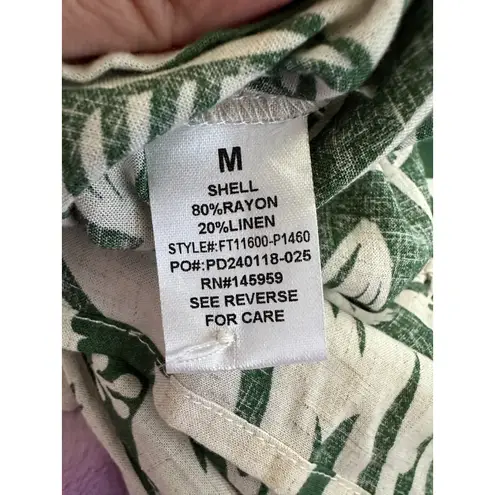 M
SHELL
80%RAYON
20%LINEN
STYLE#:FT11600-P1460
PO#:PD240118-025
RN#145959
SEE REVERSE
FOR CARE